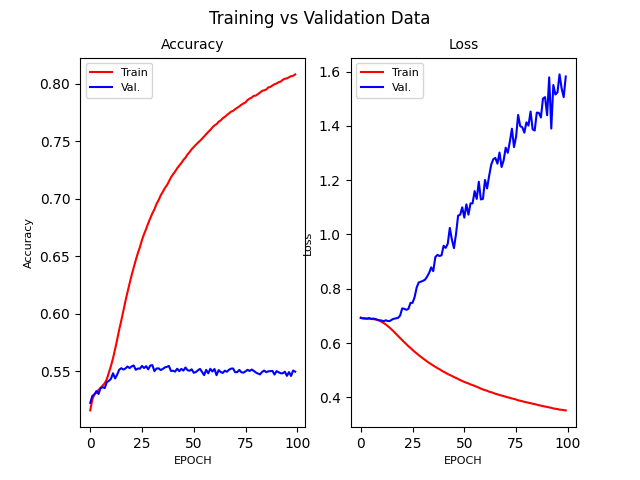 Training vs Validation Data
Accuracy
Accuracy
0.80
0.75
0.70
0.65
0.60
0.55
Train
Val.
0 25 50 75 100
EPOCH
Loss
Loss
1.6
1.4
1.2
1.0
0.8
0.6
0.4
Train
Val.
0 25 50 75 100
EPOCH